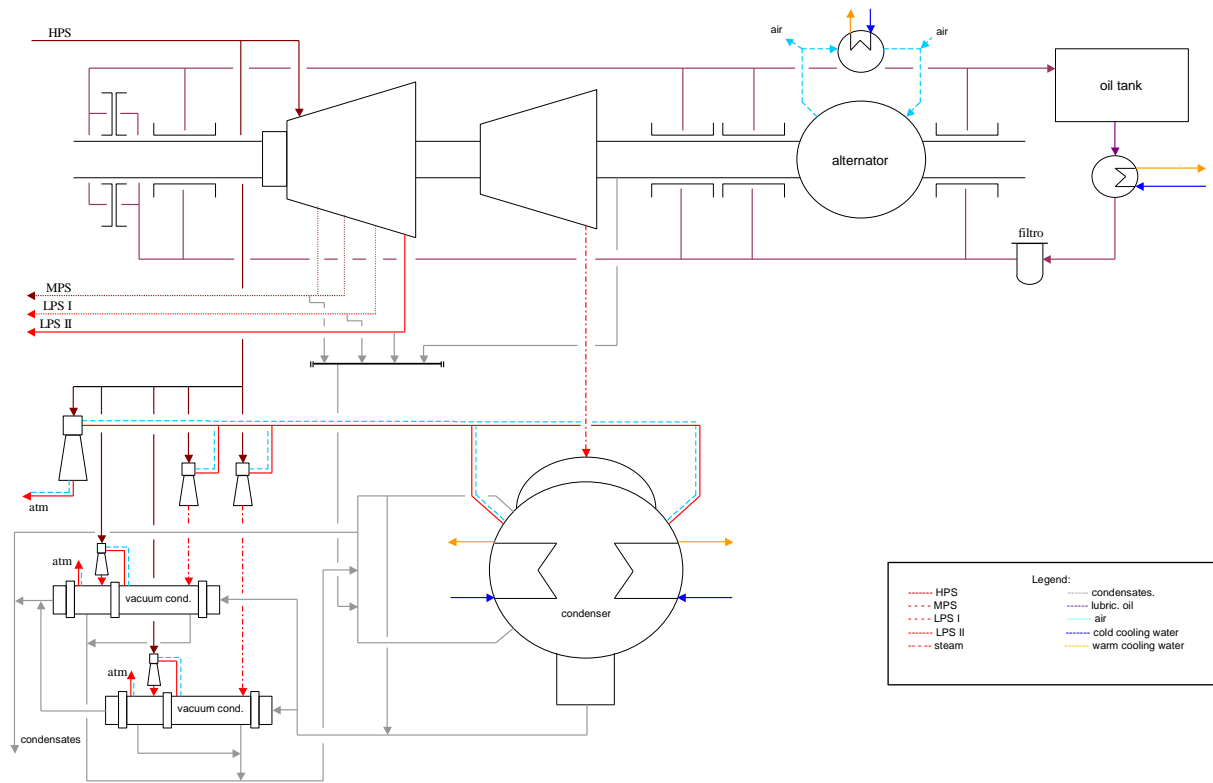 HPS
air
air
oil tank
alternator
filtro
MPS
LPS I
LPS II
atm
atm
vacuum cond.
condenser
atm
vacuum cond.
condensates
Legend:
HPS
condensates.
MPS
lubric. oil
LPS I
air
LPS II
cold cooling water
steam
warm cooling water